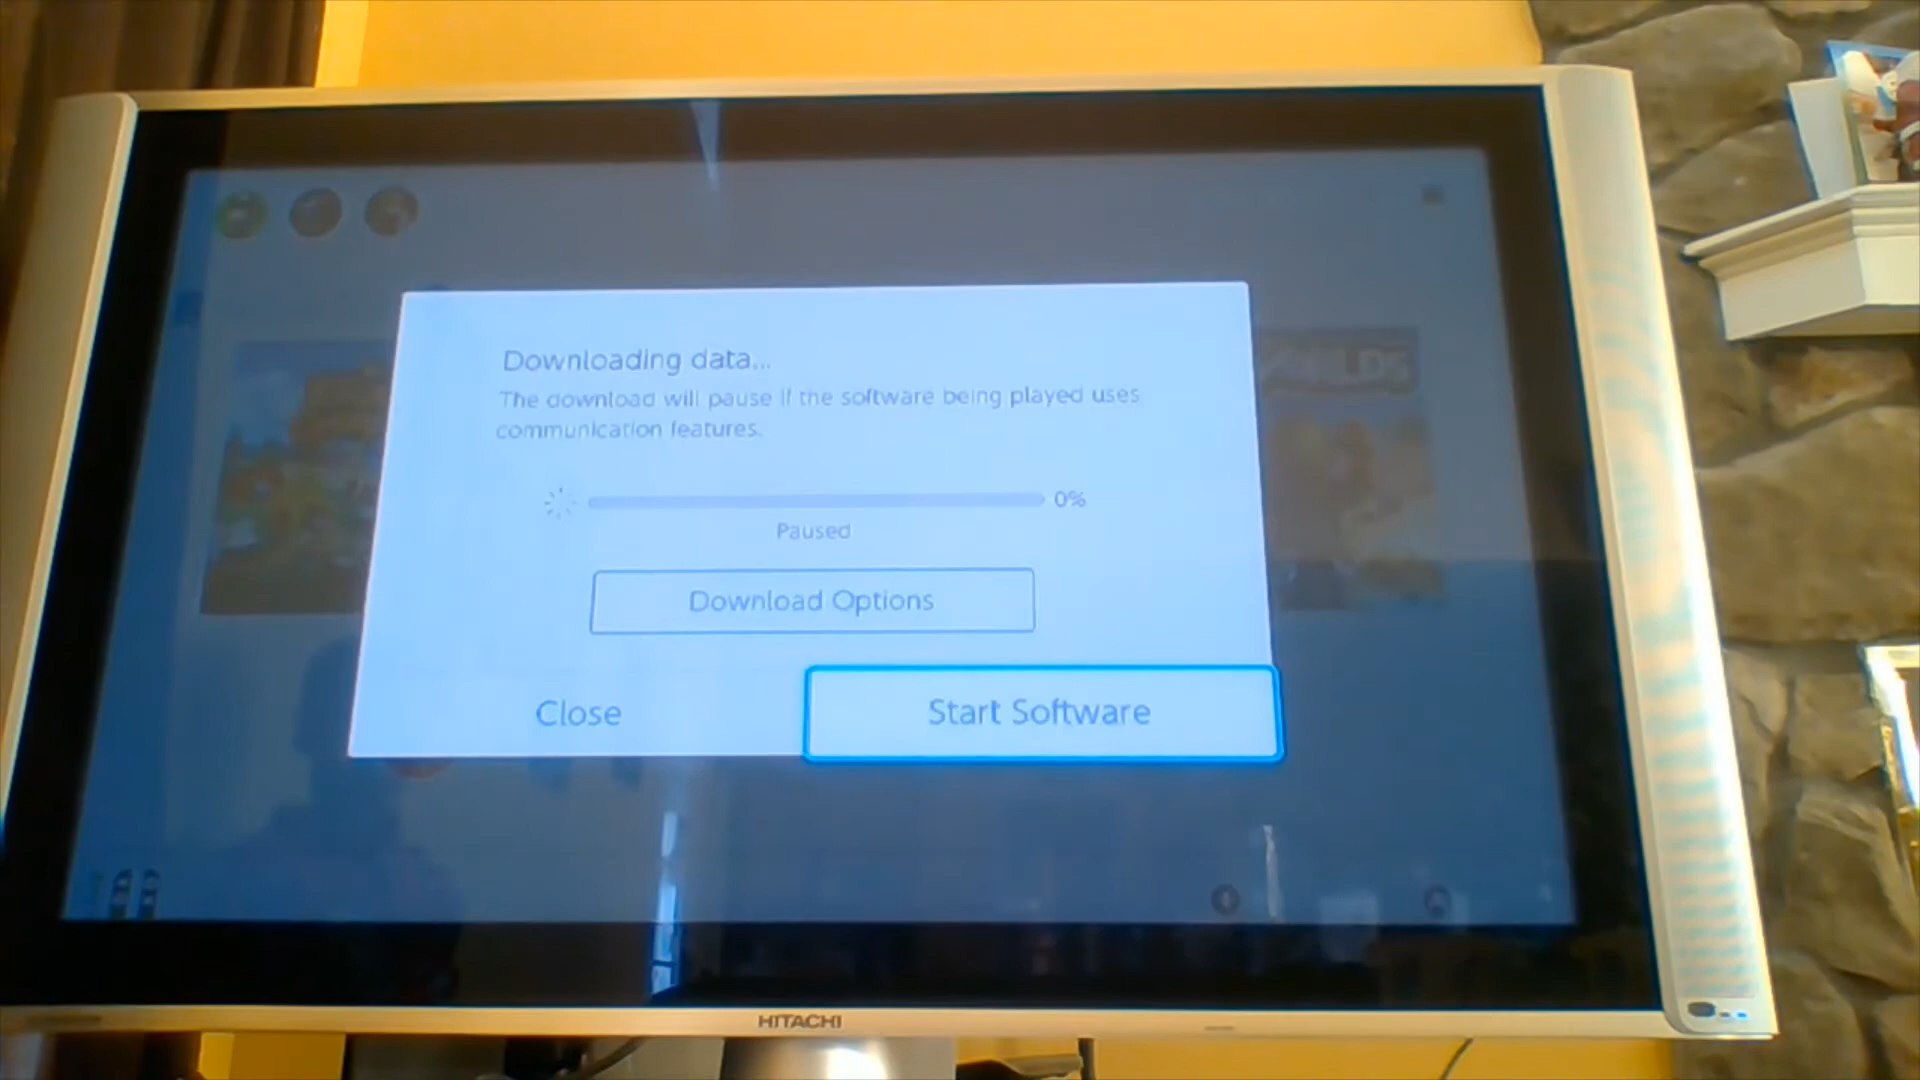 Downloading data...
The download will pause if the software being played uses
communication features.
0%
Paused
Download Options
Close
Start Software
HITACHI